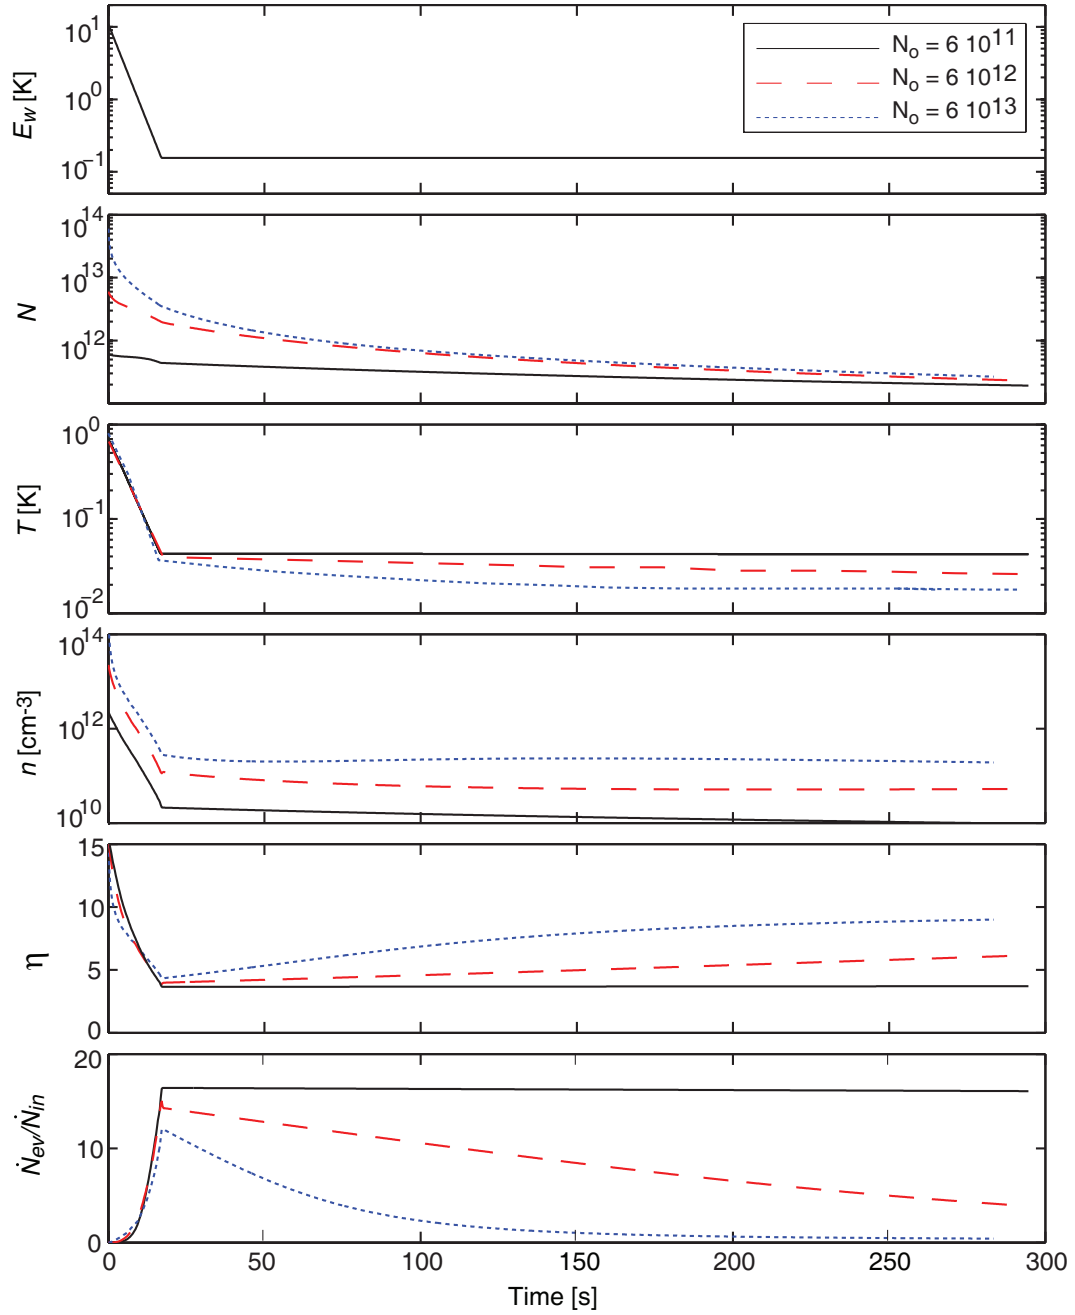 10^1
10^0
10^-1
E_w [K]
N_o = 6 10^11
N_o = 6 10^12
N_o = 6 10^13
10^14
10^13
10^12
N
10^0
10^-1
10^-2
T [K]
10^14
10^12
10^10
n [cm-3]
15
10
5
0
η
20
10
0
Ṅ_ev/Ṅ_in
0 50 100 150 200 250 300
Time [s]